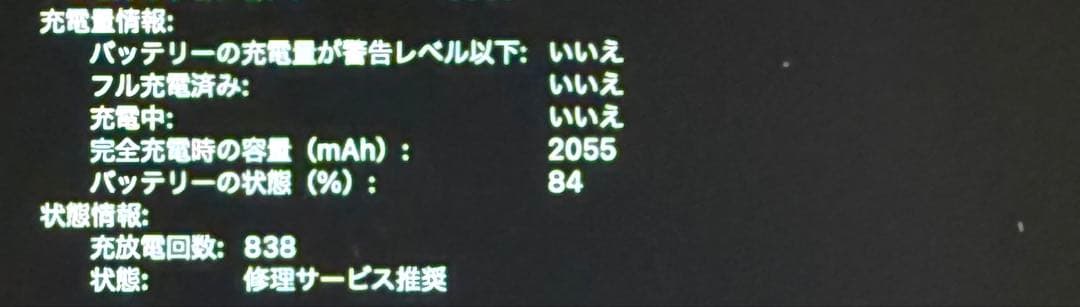 充電量情報:
バッテリーの充電量が警告レベル以下: いいえ
フル充電済み: いいえ
充電中: いいえ
完全充電時の容量（mAh）: 2055
バッテリーの状態（%）: 84
状態情報:
充放電回数: 838
状態: 修理サービス推奨